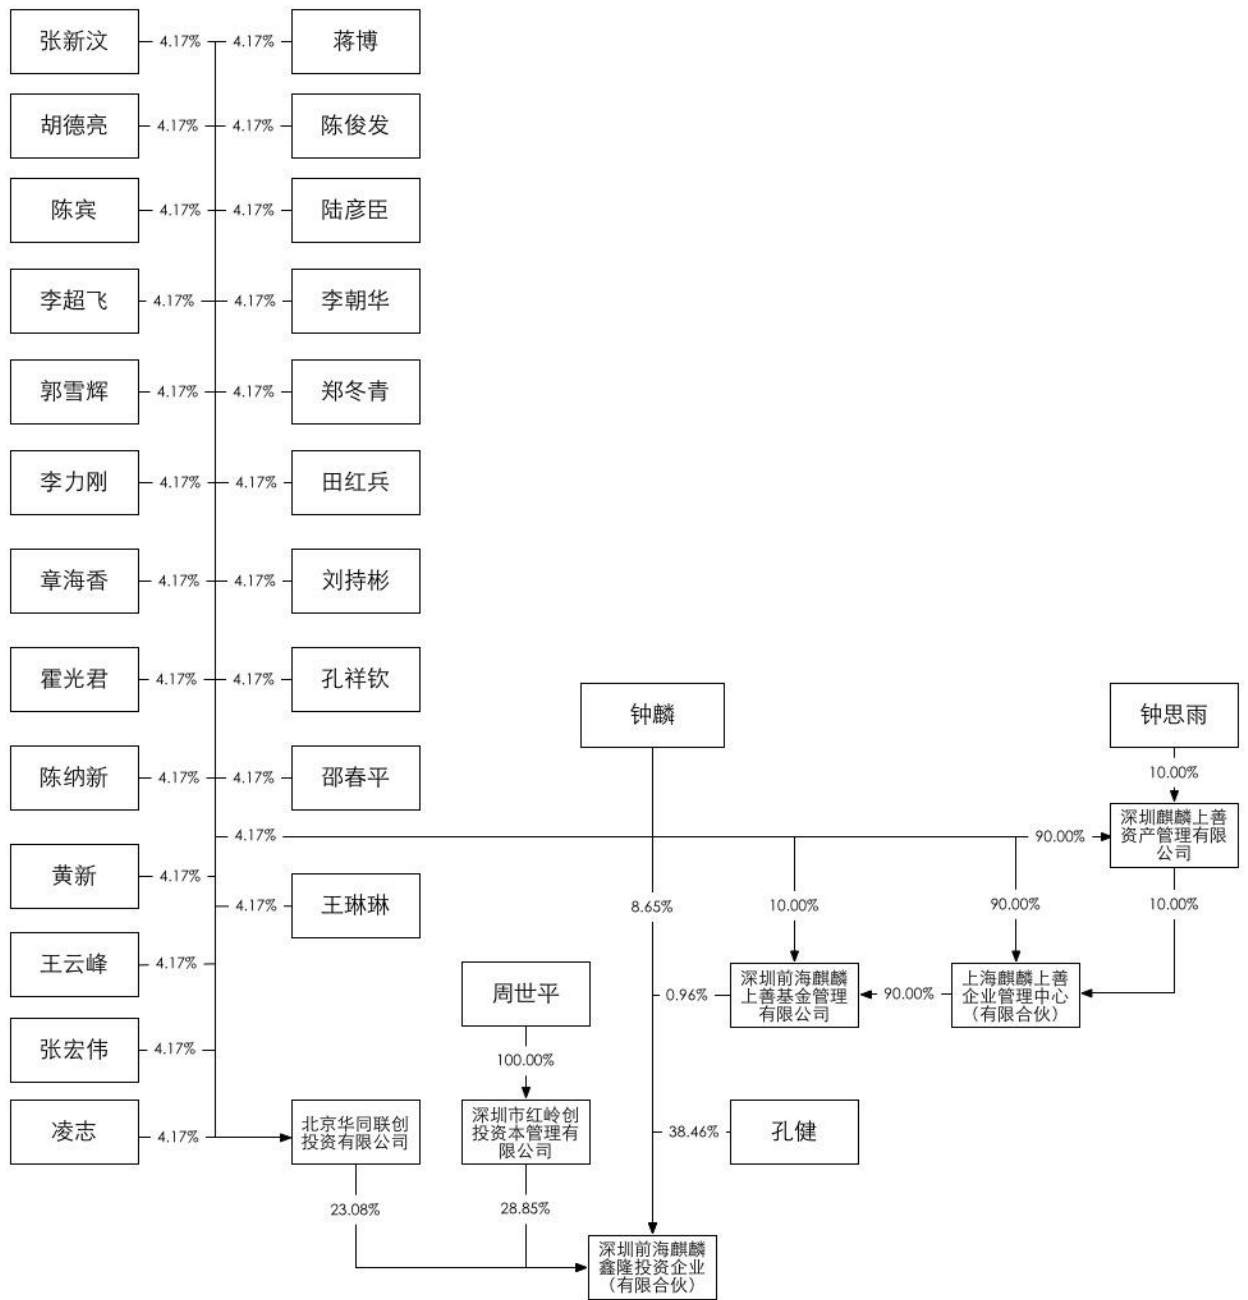 张新汶
4.17%
4.17%
蒋博
胡德亮
4.17%
4.17%
陈俊发
陈宾
4.17%
4.17%
陆彦臣
李超飞
4.17%
4.17%
李朝华
郭雪辉
4.17%
4.17%
郑冬青
李力刚
4.17%
4.17%
田红兵
章海香
4.17%
4.17%
刘持彬
霍光君
4.17%
4.17%
孔祥钦
钟麟
钟思雨
陈纳新
4.17%
4.17%
邵春平
10.00%
4.17%
90.00%
深圳麒麟上善
资产管理有限
公司
黄新
4.17%
4.17%
王琳琳
8.65%
10.00%
90.00%
10.00%
王云峰
4.17%
周世平
0.96%
深圳前海麒麟
上善基金管理
有限公司
90.00%
上海麒麟上善
企业管理中心
（有限合伙）
张宏伟
4.17%
100.00%
凌志
4.17%
北京华同联创
投资有限公司
深圳市红岭创
投资本管理有
限公司
38.46%
孔健
23.08%
28.85%
深圳前海麒麟
鑫隆投资企业
（有限合伙）